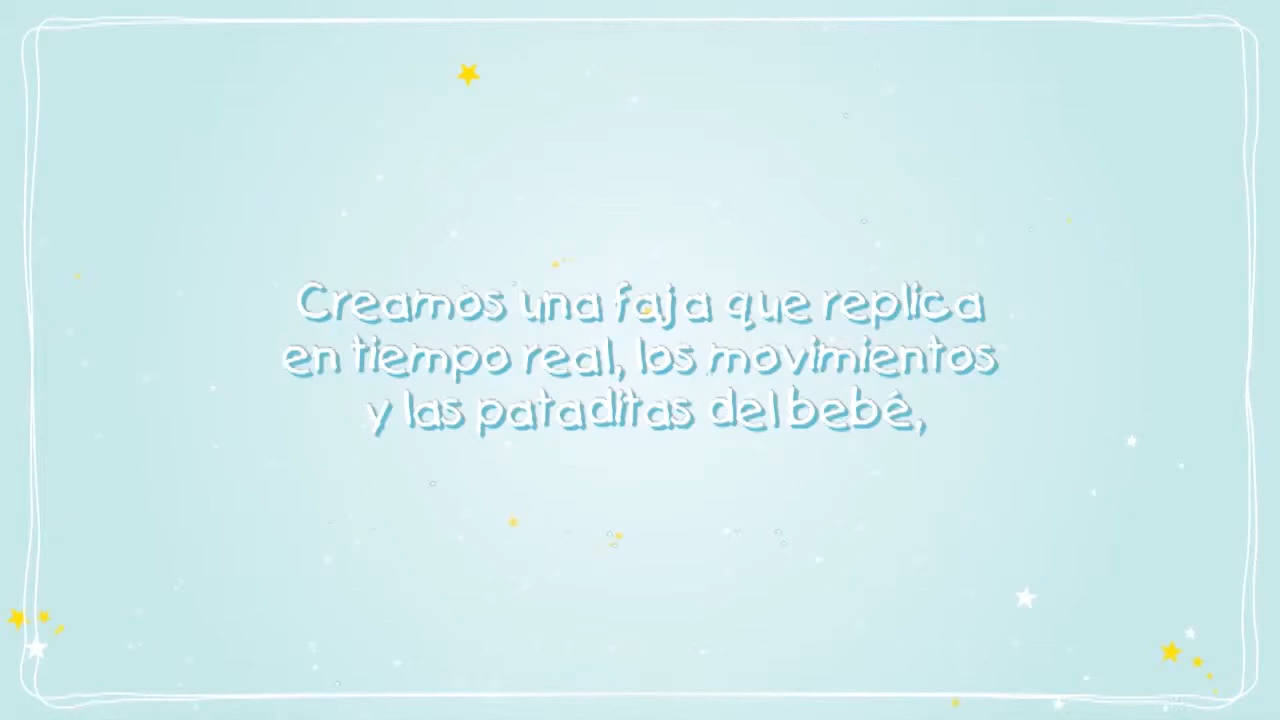 Creamos una faja que replica
en tiempo real, los movimientos
y las pataditas del bebé,